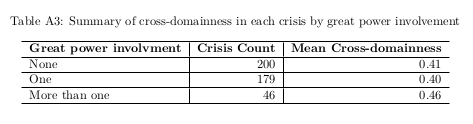 Table A3: Summary of cross-domainness in each crisis by great power involvement
Great power involvment Crisis Count Mean Cross-domainness
None 200 0.41
One 179 0.40
More than one 46 0.46